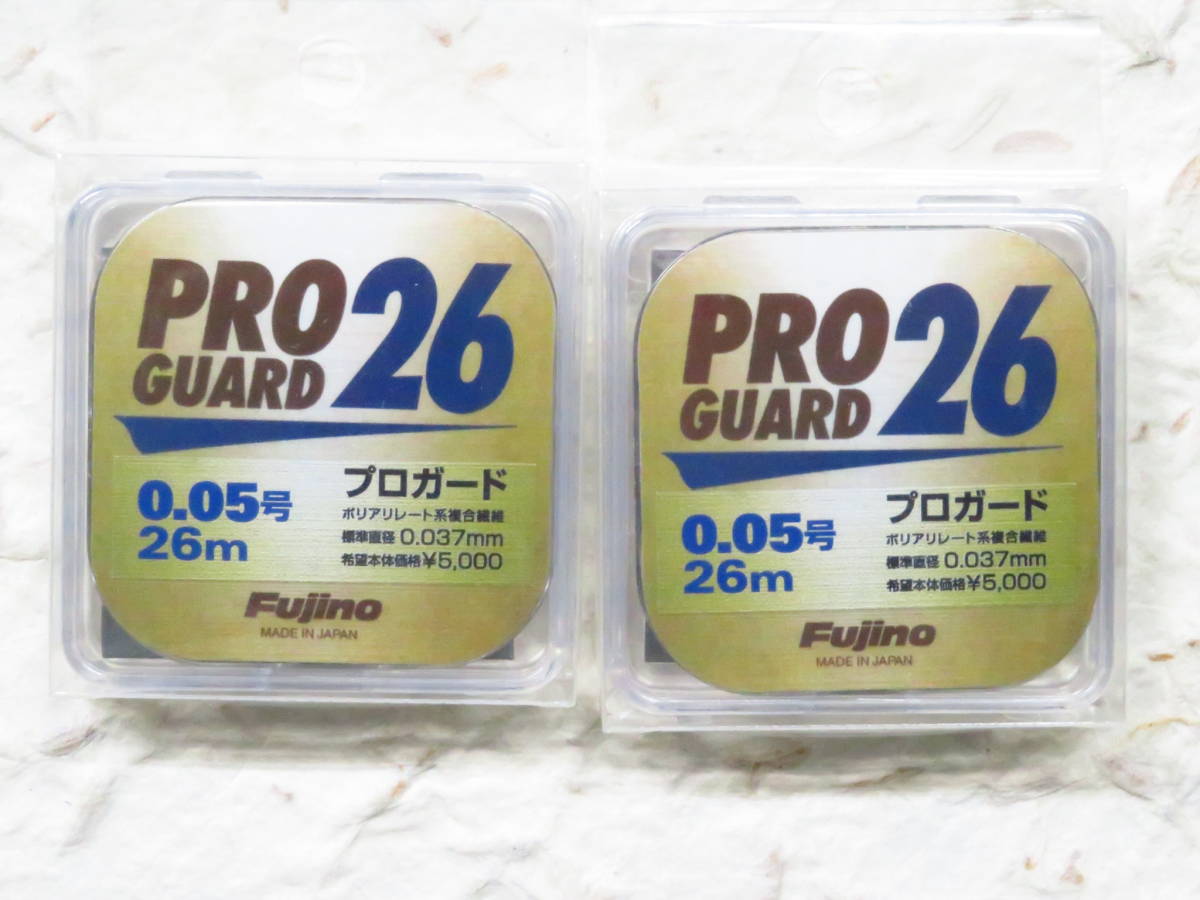 PRO
GUARD 26
プロガード
0.05号
ポリアリレート系複合繊維
26m
標準直径 0.037mm
希望本体価格¥5,000
Fujino
MADE IN JAPAN
PRO
GUARD 26
プロガード
0.05号
ポリアリレート系複合繊維
26m
標準直径 0.037mm
希望本体価格¥5,000
Fujino
MADE IN JAPAN